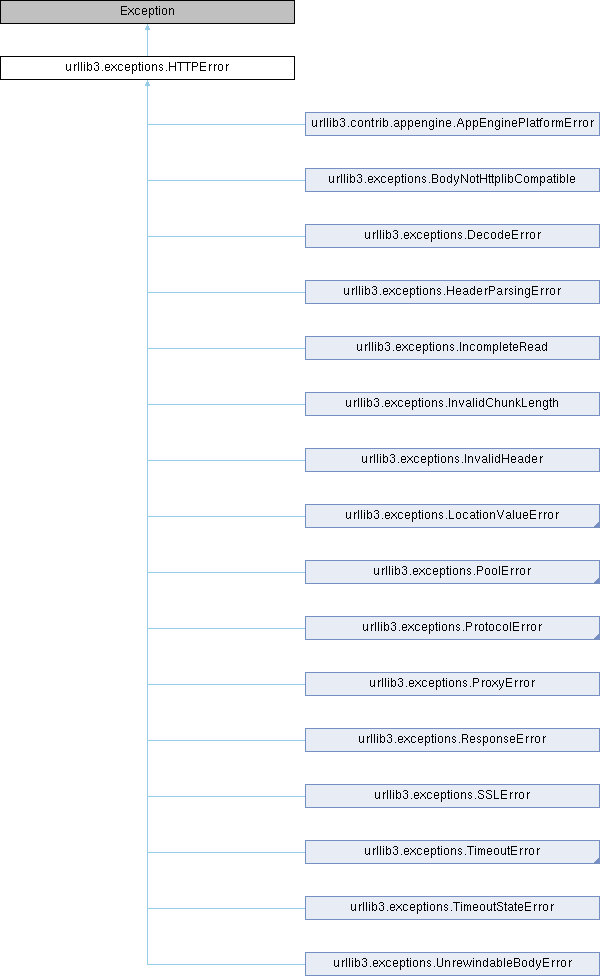 Exception
urllib3.exceptions.HTTPError
urllib3.contrib.appengine.AppEnginePlatformError
urllib3.exceptions.BodyNotHttplibCompatible
urllib3.exceptions.DecodeError
urllib3.exceptions.HeaderParsingError
urllib3.exceptions.IncompleteRead
urllib3.exceptions.InvalidChunkLength
urllib3.exceptions.InvalidHeader
urllib3.exceptions.LocationValueError
urllib3.exceptions.PoolError
urllib3.exceptions.ProtocolError
urllib3.exceptions.ProxyError
urllib3.exceptions.ResponseError
urllib3.exceptions.SSLError
urllib3.exceptions.TimeoutError
urllib3.exceptions.TimeoutStateError
urllib3.exceptions.UnrewindableBodyError